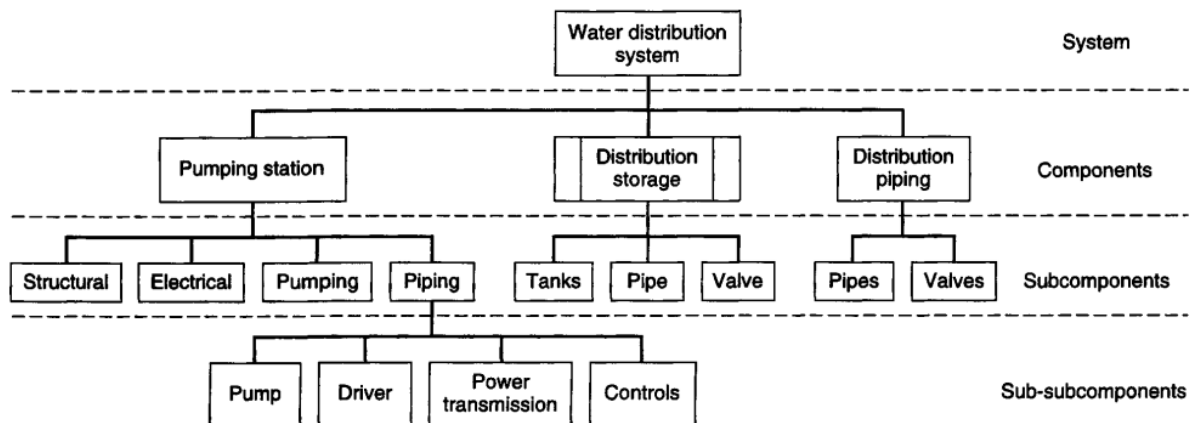 Water distribution
system
System
Pumping station
Distribution
storage
Distribution
piping
Components
Structural
Electrical
Pumping
Piping
Tanks
Pipe
Valve
Pipes
Valves
Subcomponents
Pump
Driver
Power
transmission
Controls
Sub-subcomponents